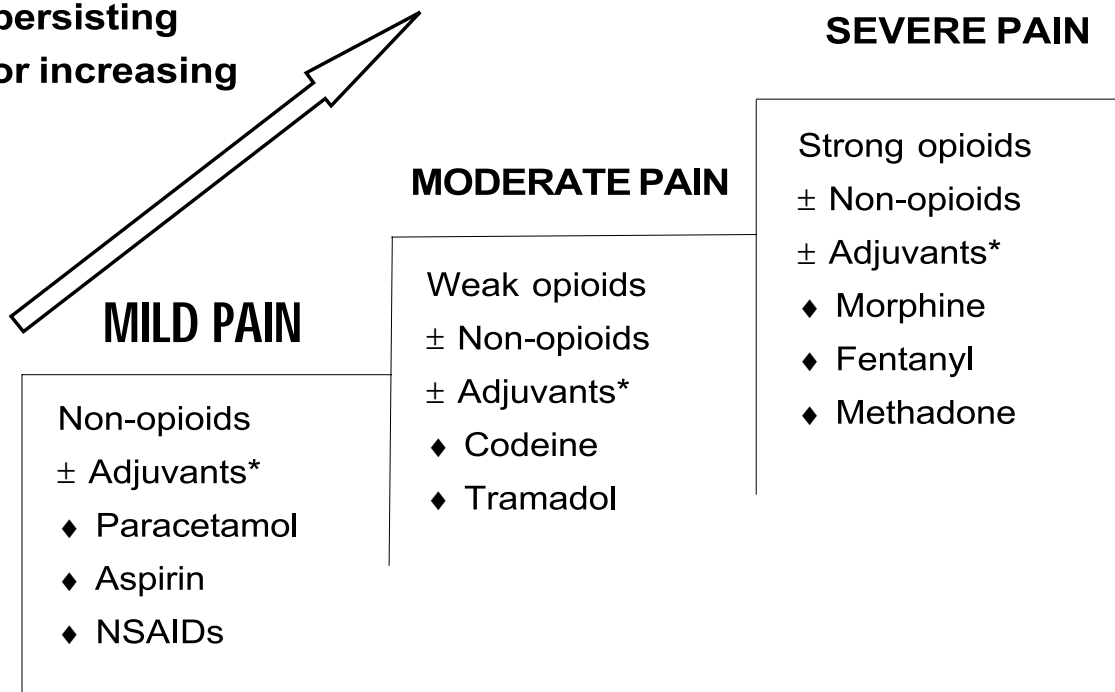 persisting
or increasing
SEVERE PAIN
Strong opioids
± Non-opioids
± Adjuvants*
♦ Morphine
♦ Fentanyl
♦ Methadone
MODERATE PAIN
Weak opioids
± Non-opioids
± Adjuvants*
♦ Codeine
♦ Tramadol
MILD PAIN
Non-opioids
± Adjuvants*
♦ Paracetamol
♦ Aspirin
♦ NSAIDs